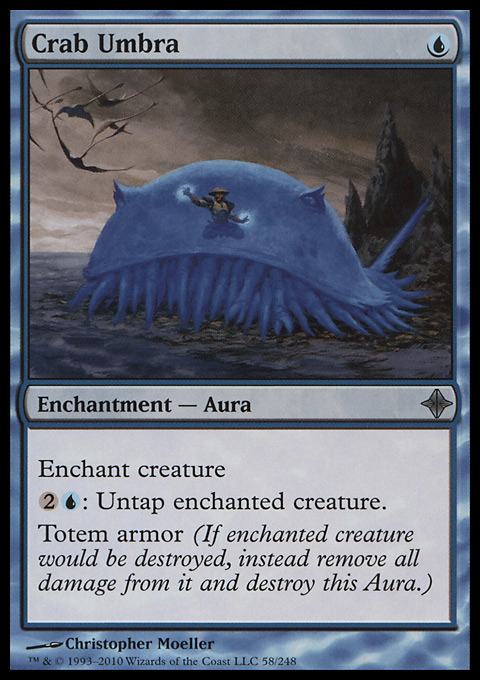 Crab Umbra
Enchantment — Aura
Enchant creature
2: Untap enchanted creature.
Totem armor (If enchanted creature
would be destroyed, instead remove all
damage from it and destroy this Aura.)
Christopher Moeller
™ & © 1993–2010 Wizards of the Coast LLC 58/248